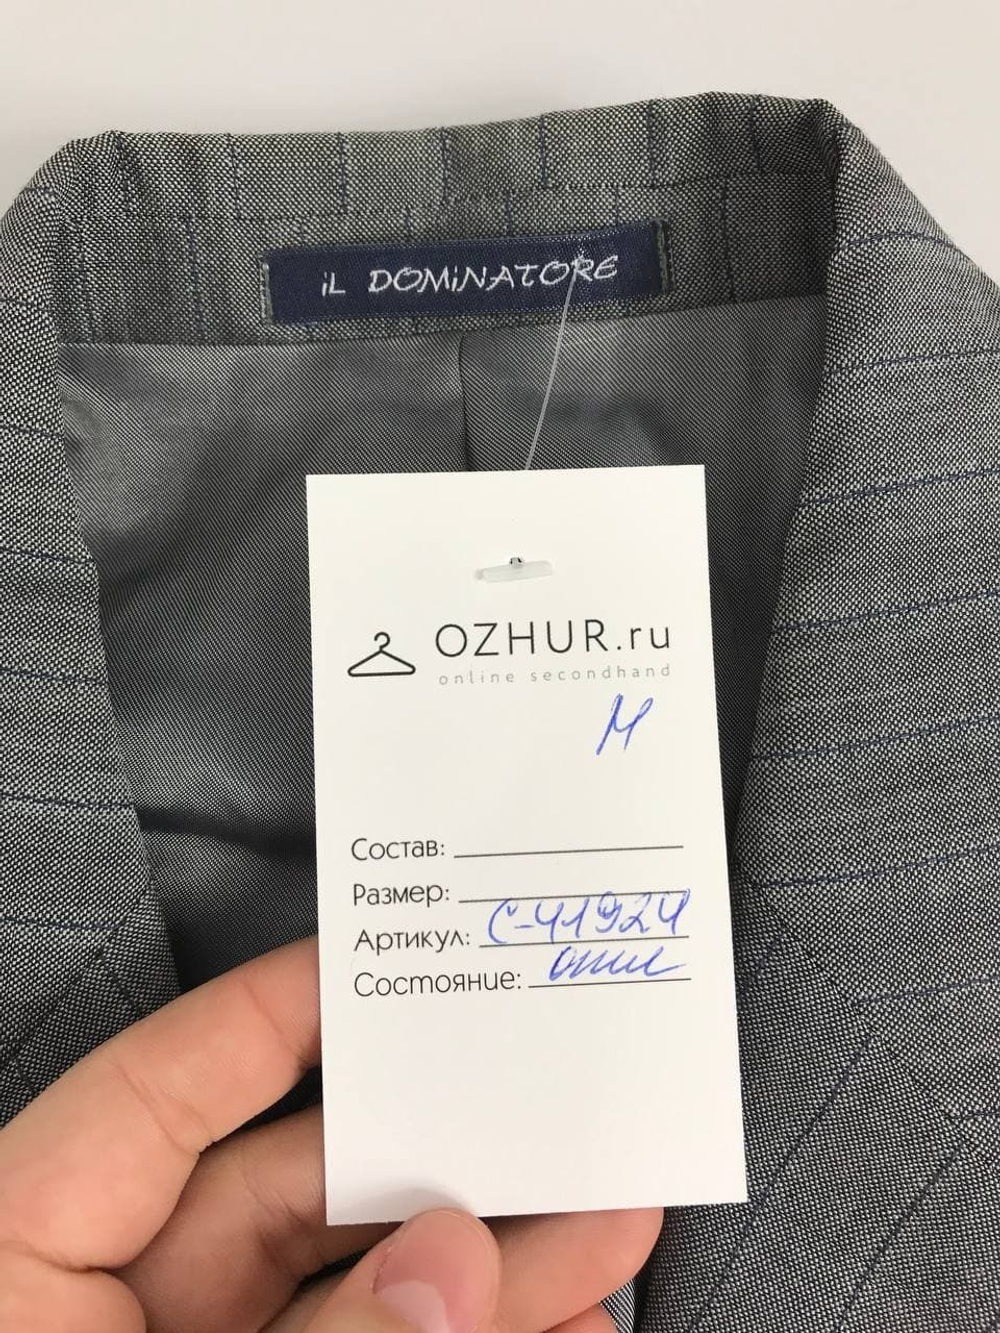 iL DOMiNATORE
OZHUR.ru
online secondhand
М
Состав:
Размер:
Артикул: С-41924
Состояние: отл